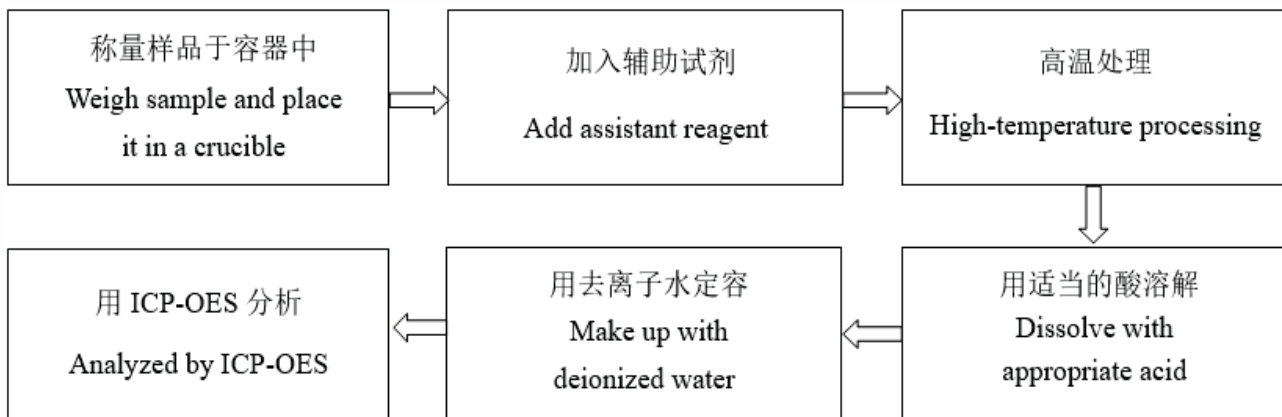 称量样品于容器中
Weigh sample and place
it in a crucible
加入辅助试剂
Add assistant reagent
高温处理
High-temperature processing
用适当的酸溶解
Dissolve with
appropriate acid
用去离子水定容
Make up with
deionized water
用 ICP-OES 分析
Analyzed by ICP-OES